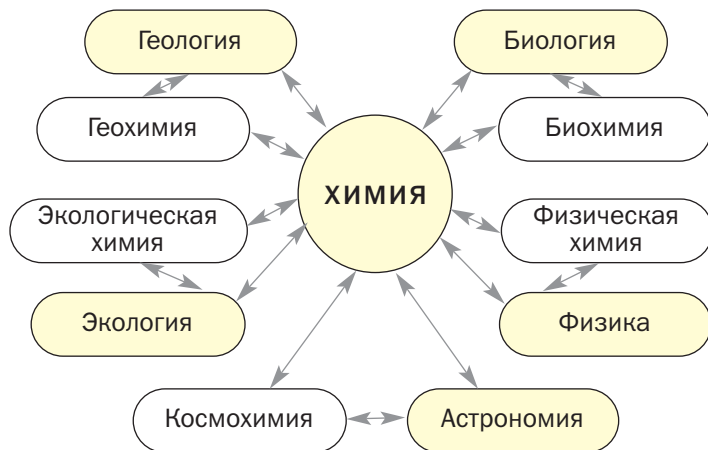 Геология
Биология
Геохимия
Биохимия
химия
Экологическая
химия
Физическая
химия
Экология
Физика
Космохимия
Астрономия